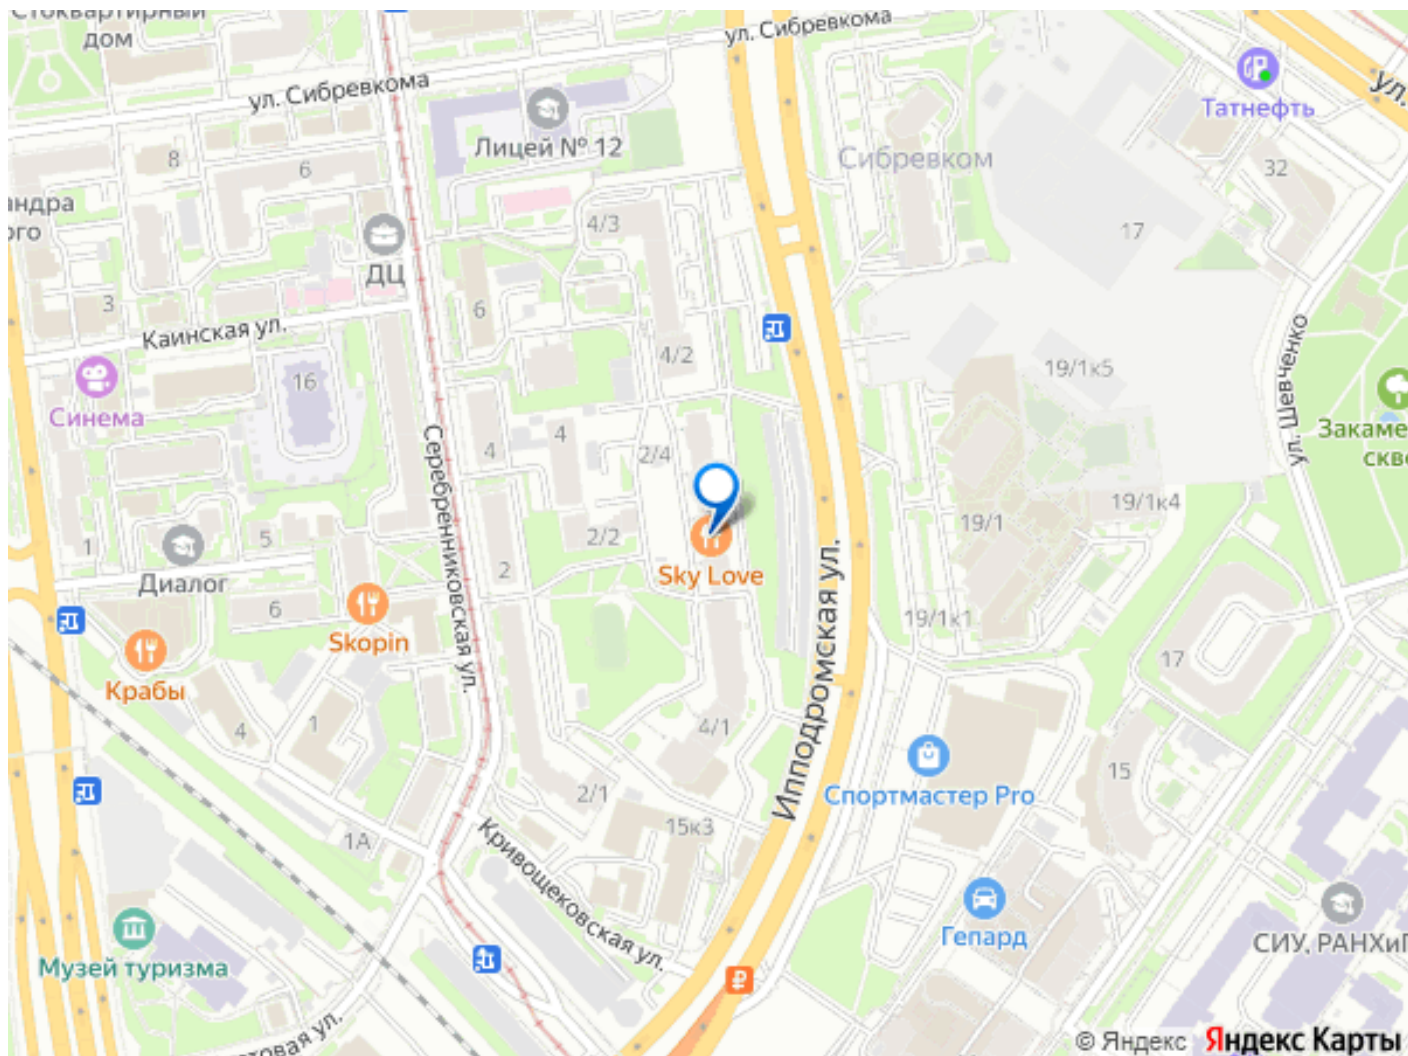 Стоквартирный
дом
ул. Сибревкома
ул. Сибревкома
Татнефть
ул.
Лицей № 12
Сибревком
8
6
32
4/3
17
ДЦ
3
6
Каинская ул.
4/2
19/1к5
ул. Шевченко
16
Синема
Серебренниковская ул.
4
4
2/4
19/1к4
19/1
1
5
2/2
2
Диалог
Sky Love
6
Skopin
19/1к1
Ипподромская ул.
17
Крабы
4
1
4/1
15
Спортмастер Pro
2/1
15к3
1А
Кривощековская ул.
Гепард
Музей туризма
© Яндекс Яндекс Карты